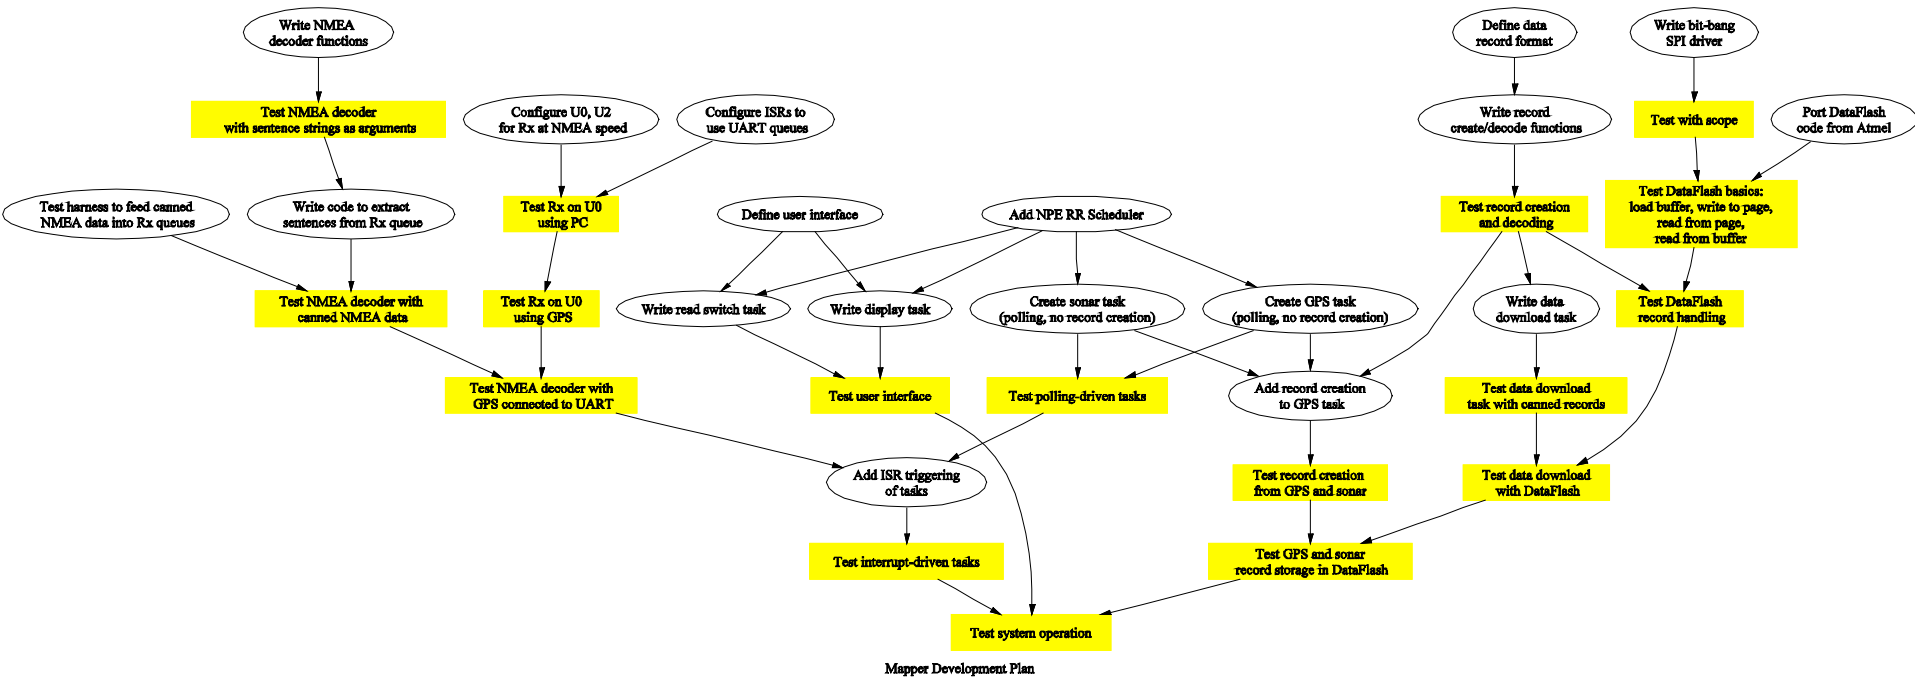 Write NMEA
decoder functions
Define data
record format
Write bit-bang
SPI driver
Test NMEA decoder
with sentence strings as arguments
Configure U0, U2
for Rx at NMEA speed
Configure ISRs to
use UART queues
Write record
create/decode functions
Test with scope
Port DataFlash
code from Atmel
Test harness to feed canned
NMEA data into Rx queues
Write code to extract
sentences from Rx queue
Test Rx on U0
using PC
Define user interface
Add NPE RR Scheduler
Test record creation
and decoding
Test DataFlash basics:
load buffer, write to page,
read from page,
read from buffer
Test NMEA decoder with
canned NMEA data
Test Rx on U0
using GPS
Write read switch task
Write display task
Create sonar task
(polling, no record creation)
Create GPS task
(polling, no record creation)
Write data
download task
Test DataFlash
record handling
Test NMEA decoder with
GPS connected to UART
Test user interface
Test polling-driven tasks
Add record creation
to GPS task
Test data download
task with canned records
Add ISR triggering
of tasks
Test record creation
from GPS and sonar
Test data download
with DataFlash
Test interrupt-driven tasks
Test GPS and sonar
record storage in DataFlash
Test system operation
Mapper Development Plan